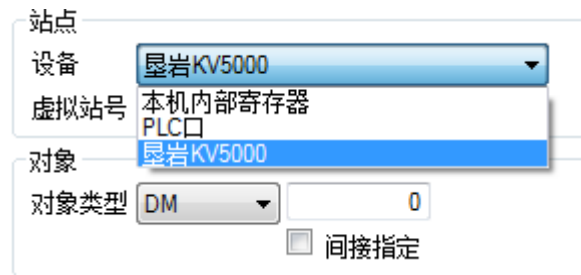 站点
设备 垦岩KV5000
虚拟站号 本机内部寄存器
PLC口
垦岩KV5000
对象
对象类型 DM 0
间接指定